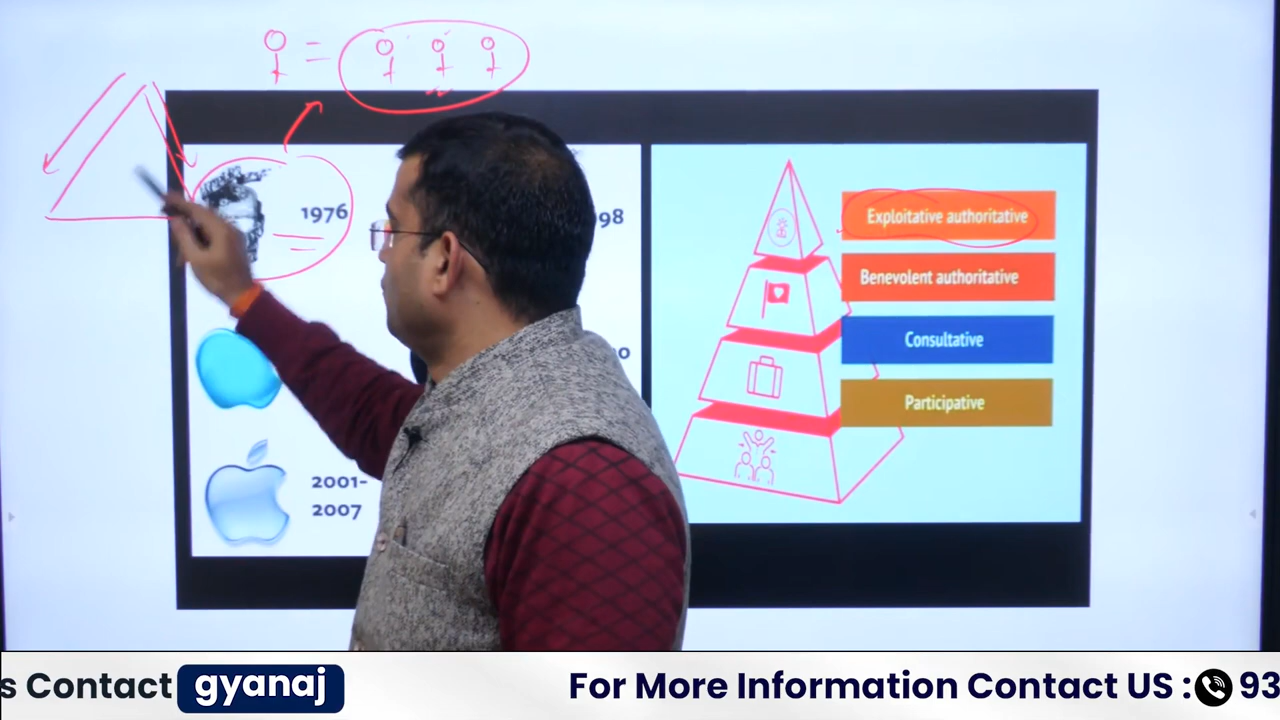 1976
98
2001-
2007
Exploitative authoritative
Benevolent authoritative
Consultative
Participative
s Contact gyanaj For More Information Contact US : 93